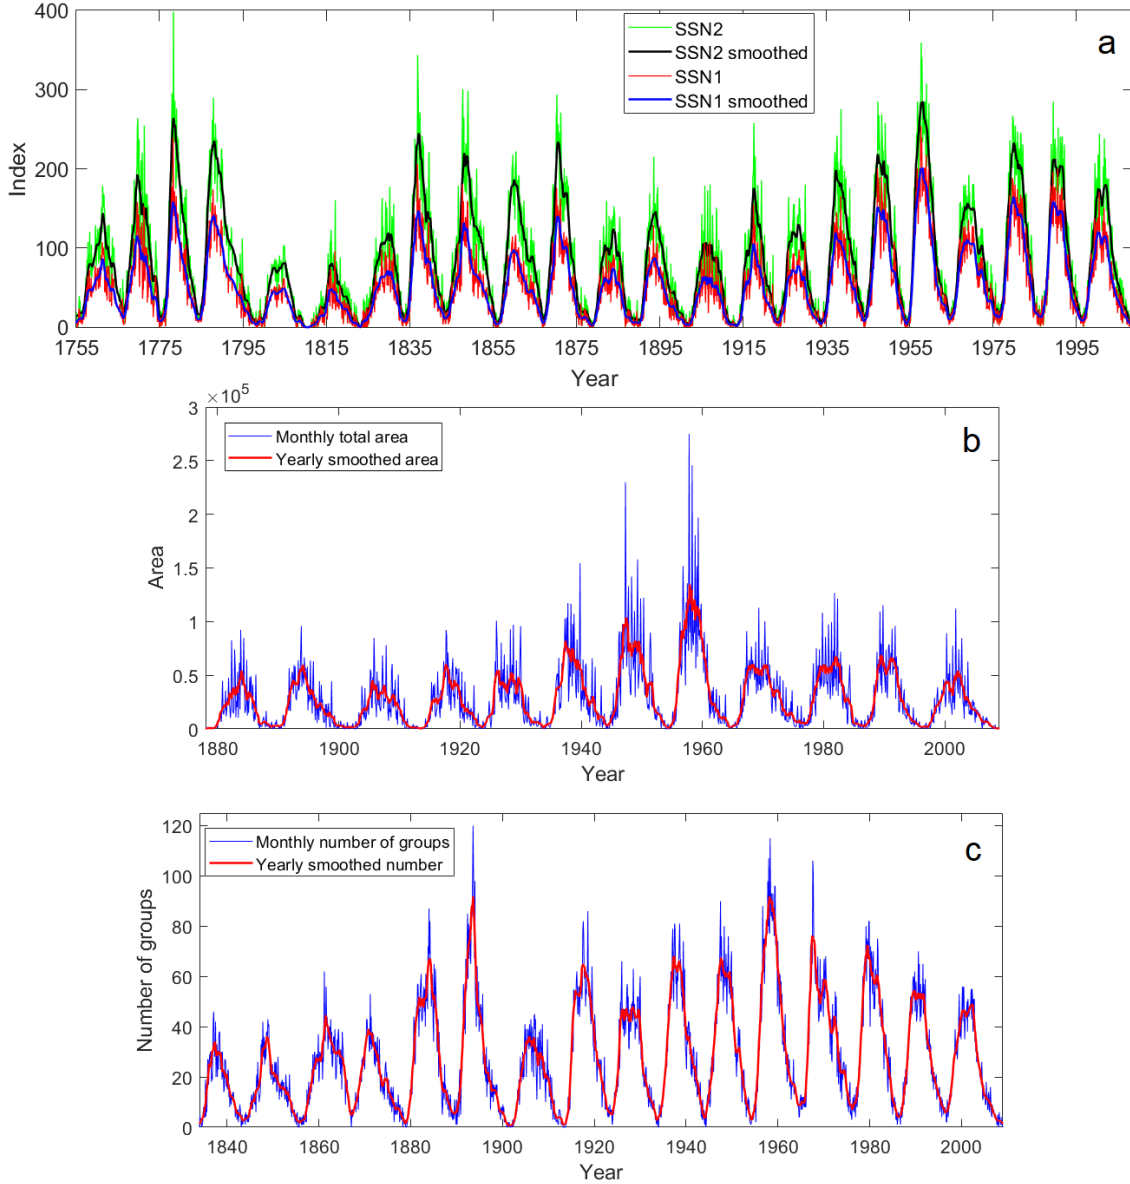 400
300
200
100
0
Index
SSN2
SSN2 smoothed
SSN1
SSN1 smoothed
a
1755 1775 1795 1815 1835 1855 1875 1895 1915 1935 1955 1975 1995
Year
×10⁵
3
2.5
2
1.5
1
0.5
0
Area
Monthly total area
Yearly smoothed area
b
1880 1900 1920 1940 1960 1980 2000
Year
120
100
80
60
40
20
0
Number of groups
Monthly number of groups
Yearly smoothed number
c
1840 1860 1880 1900 1920 1940 1960 1980 2000
Year